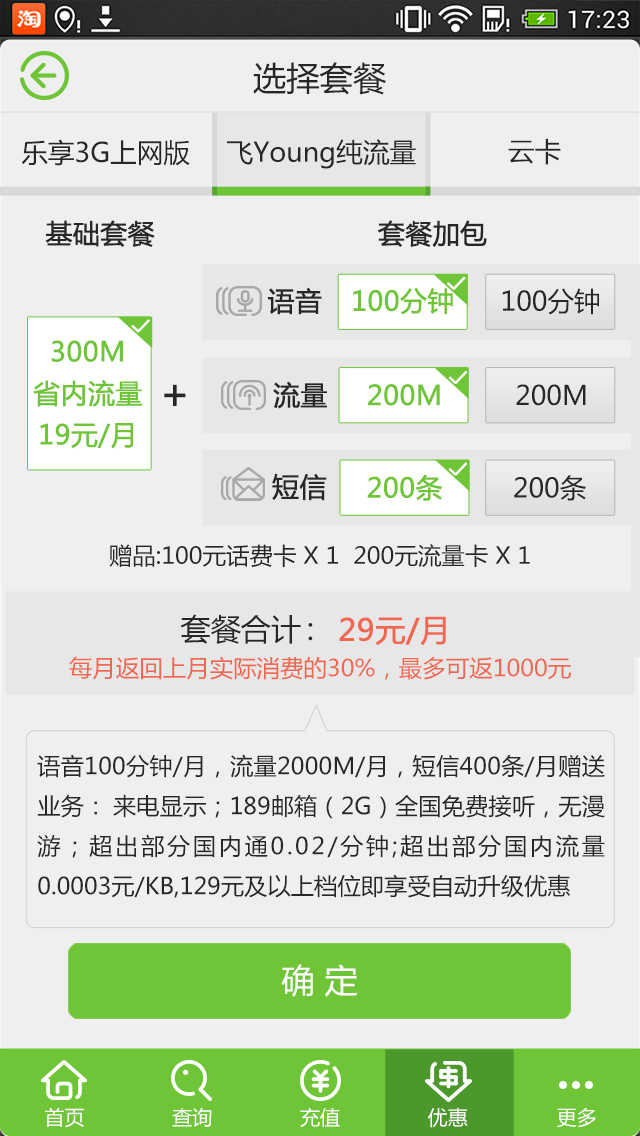 淘
17:23
选择套餐
乐享3G上网版 飞Young纯流量 云卡
基础套餐 套餐加包
300M
省内流量
19元/月
+
语音 100分钟 100分钟
流量 200M 200M
短信 200条 200条
赠品:100元话费卡 X 1 200元流量卡 X 1
套餐合计： 29元/月
每月返回上月实际消费的30%，最多可返1000元
语音100分钟/月，流量2000M/月，短信400条/月赠送
业务： 来电显示；189邮箱（2G）全国免费接听，无漫
游；超出部分国内通0.02/分钟;超出部分国内流量
0.0003元/KB,129元及以上档位即享受自动升级优惠
确 定
首页 查询 充值 优惠 更多